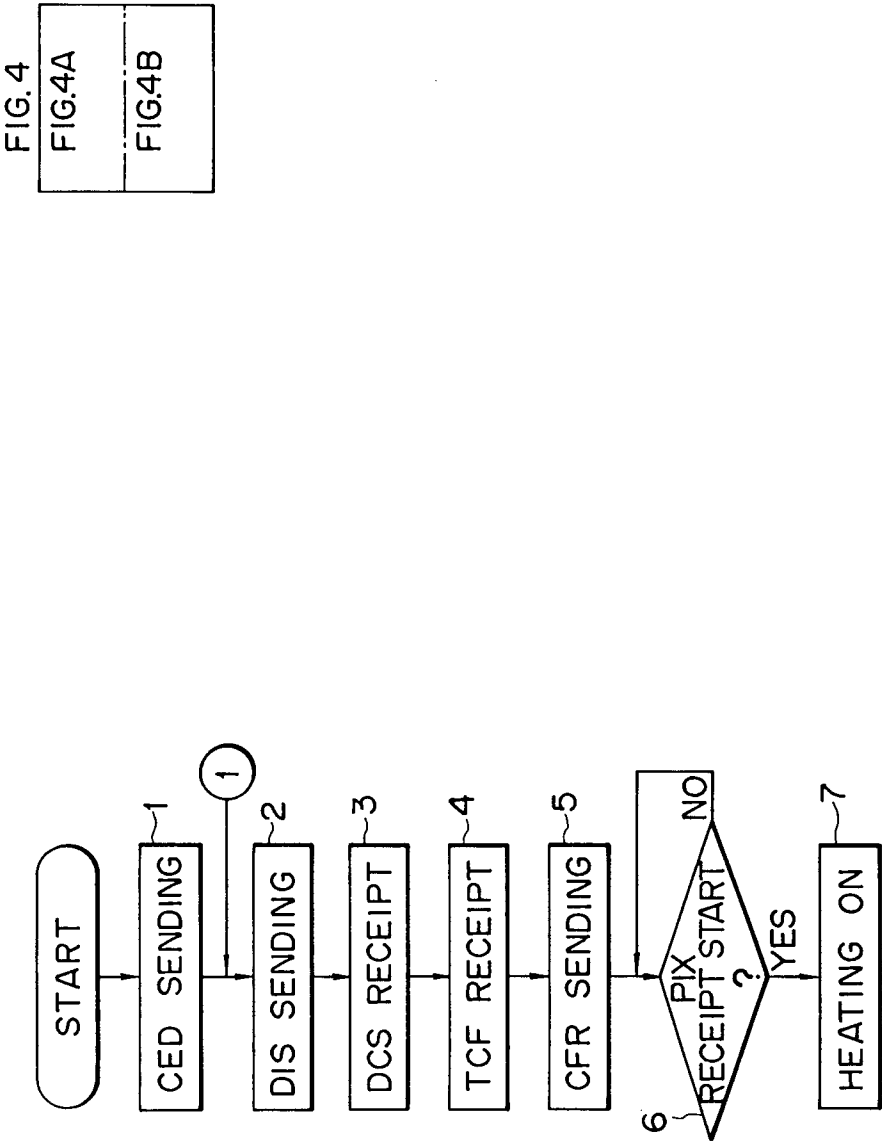 FIG. 4
FIG.4A
FIG.4B
START
CED SENDING
1
1
DIS SENDING
2
DCS RECEIPT
3
TCF RECEIPT
4
CFR SENDING
5
PIX
RECEIPT START
?
6
NO
YES
HEATING ON
7